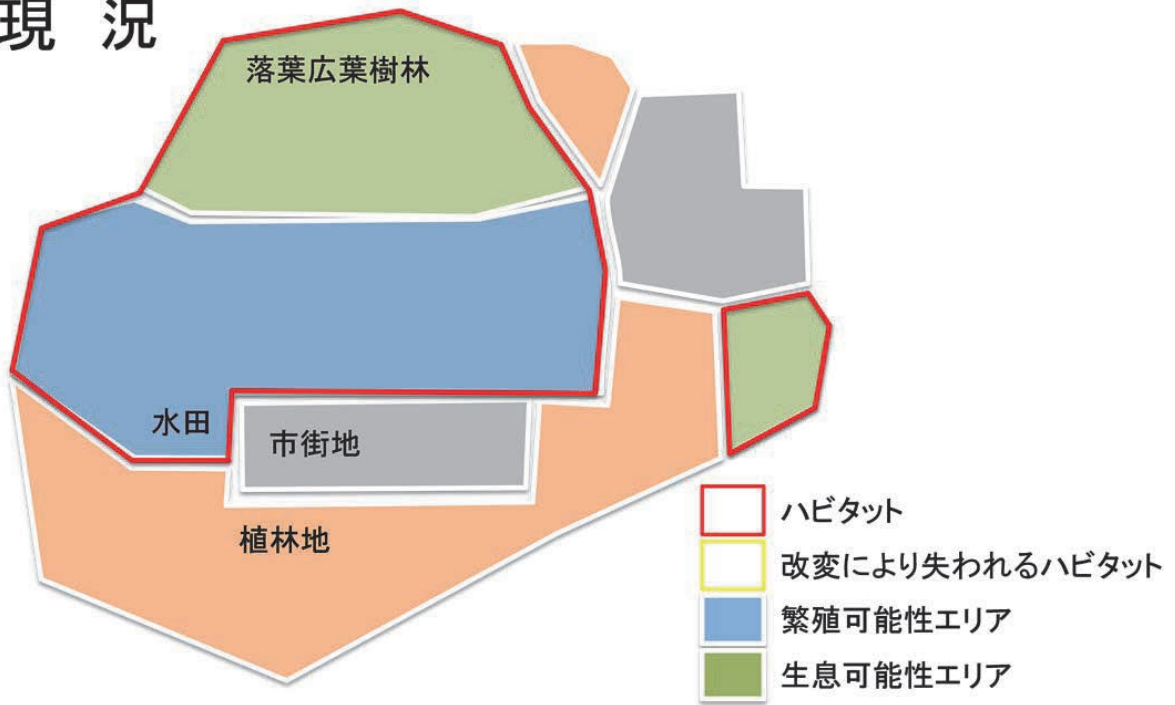 現 況
落葉広葉樹林
水田
市街地
植林地
ハビタット
改変により失われるハビタット
繁殖可能性エリア
生息可能性エリア